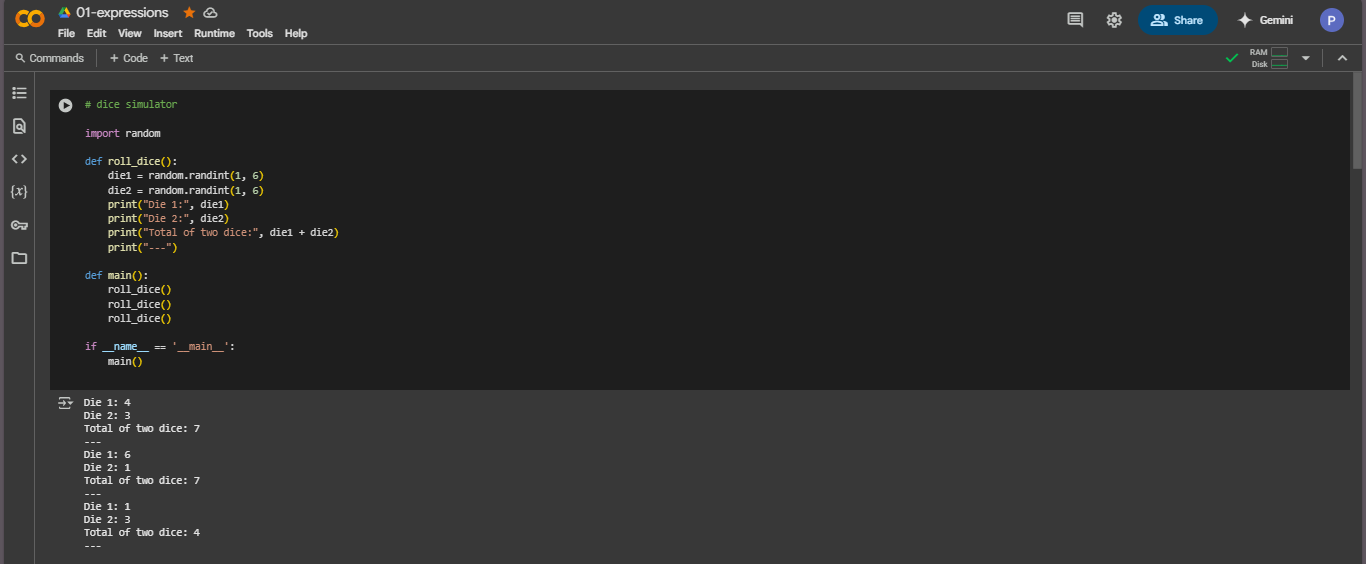 01-expressions
File Edit View Insert Runtime Tools Help
Share
Gemini
P
Commands + Code + Text
RAM
Disk
# dice simulator
import random
def roll_dice():
    die1 = random.randint(1, 6)
    die2 = random.randint(1, 6)
    print("Die 1:", die1)
    print("Die 2:", die2)
    print("Total of two dice:", die1 + die2)
    print("---")
def main():
    roll_dice()
    roll_dice()
    roll_dice()
if __name__ == '__main__':
    main()
Die 1: 4
Die 2: 3
Total of two dice: 7
---
Die 1: 6
Die 2: 1
Total of two dice: 7
---
Die 1: 1
Die 2: 3
Total of two dice: 4
---